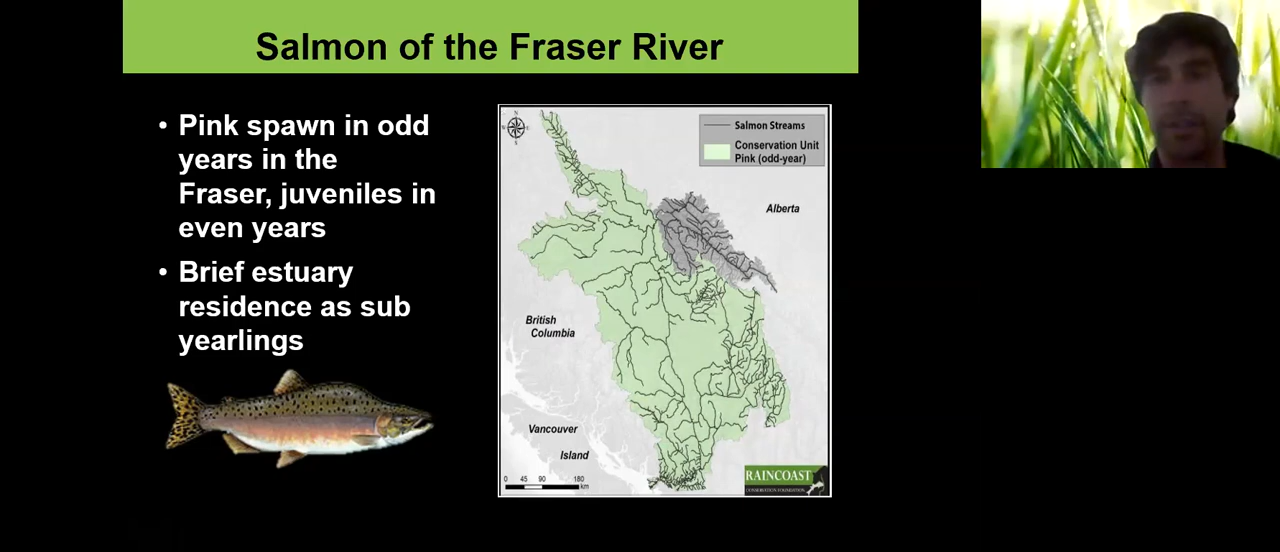 Salmon of the Fraser River
• Pink spawn in odd
years in the
Fraser, juveniles in
even years
• Brief estuary
residence as sub
yearlings
N
W
E
S
Salmon Streams
Conservation Unit
Pink (odd-year)
Alberta
British
Columbia
Vancouver
Island
0 45 90 180
km
RAINCOAST
CONSERVATION FOUNDATION